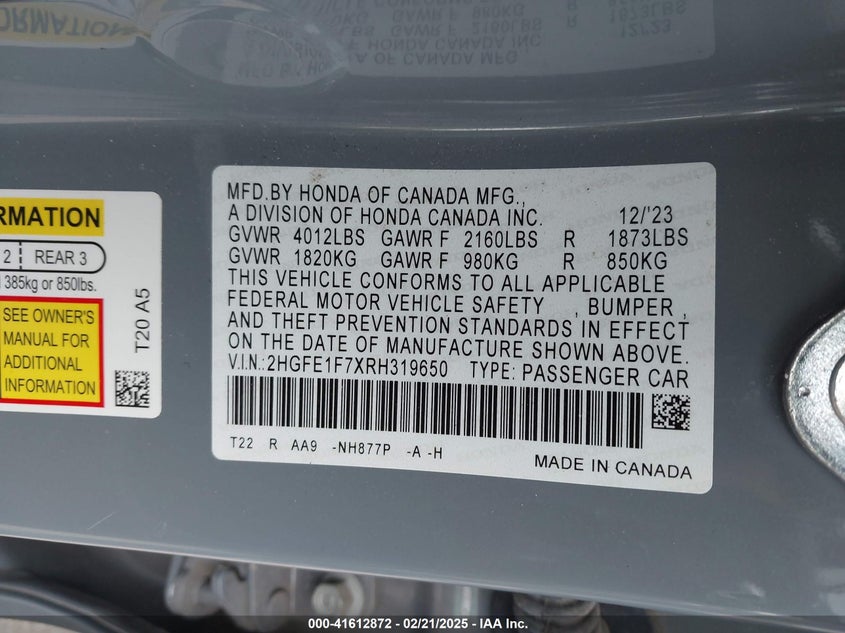 MFD.BY HONDA OF CANADA MFG.,
A DIVISION OF HONDA CANADA INC. 12/'23
GVWR 4012LBS GAWR F 2160LBS R 1873LBS
GVWR 1820KG GAWR F 980KG R 850KG
THIS VEHICLE CONFORMS TO ALL APPLICABLE
FEDERAL MOTOR VEHICLE SAFETY , BUMPER ,
AND THEFT PREVENTION STANDARDS IN EFFECT
ON THE DATE OF MANUFACTURE SHOWN ABOVE.
V.I.N.:2HGFE1F7XRH319650 TYPE: PASSENGER CAR
T22 R AA9 -NH877P -A -H
MADE IN CANADA
RMATION
2 REAR 3
385kg or 850lbs.
SEE OWNER'S
MANUAL FOR
ADDITIONAL
INFORMATION
T20 A5
000-41612872 - 02/21/2025 - IAA Inc.